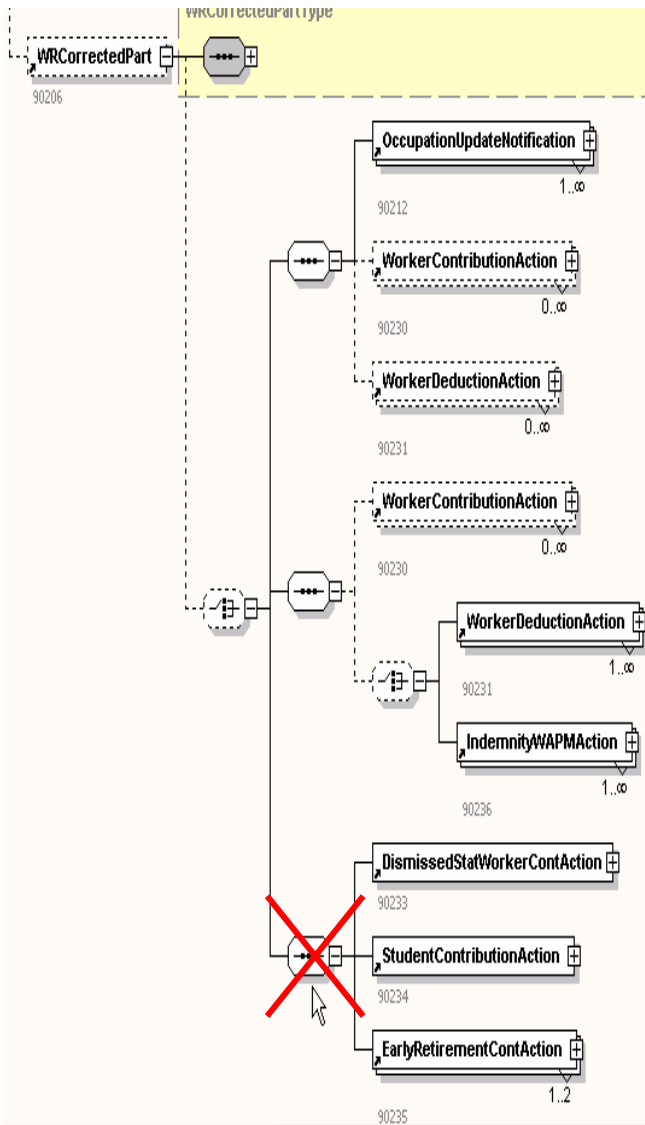 WRCorrectedPartType
WRCorrectedPart
90206
OccupationUpdateNotification
1..∞
90212
WorkerContributionAction
0..∞
90230
WorkerDeductionAction
0..∞
90231
WorkerContributionAction
0..∞
90230
WorkerDeductionAction
1..∞
90231
IndemnityWAPMAction
1..∞
90236
DismissedStatWorkerContAction
90233
StudentContributionAction
90234
EarlyRetirementContAction
1..2
90235